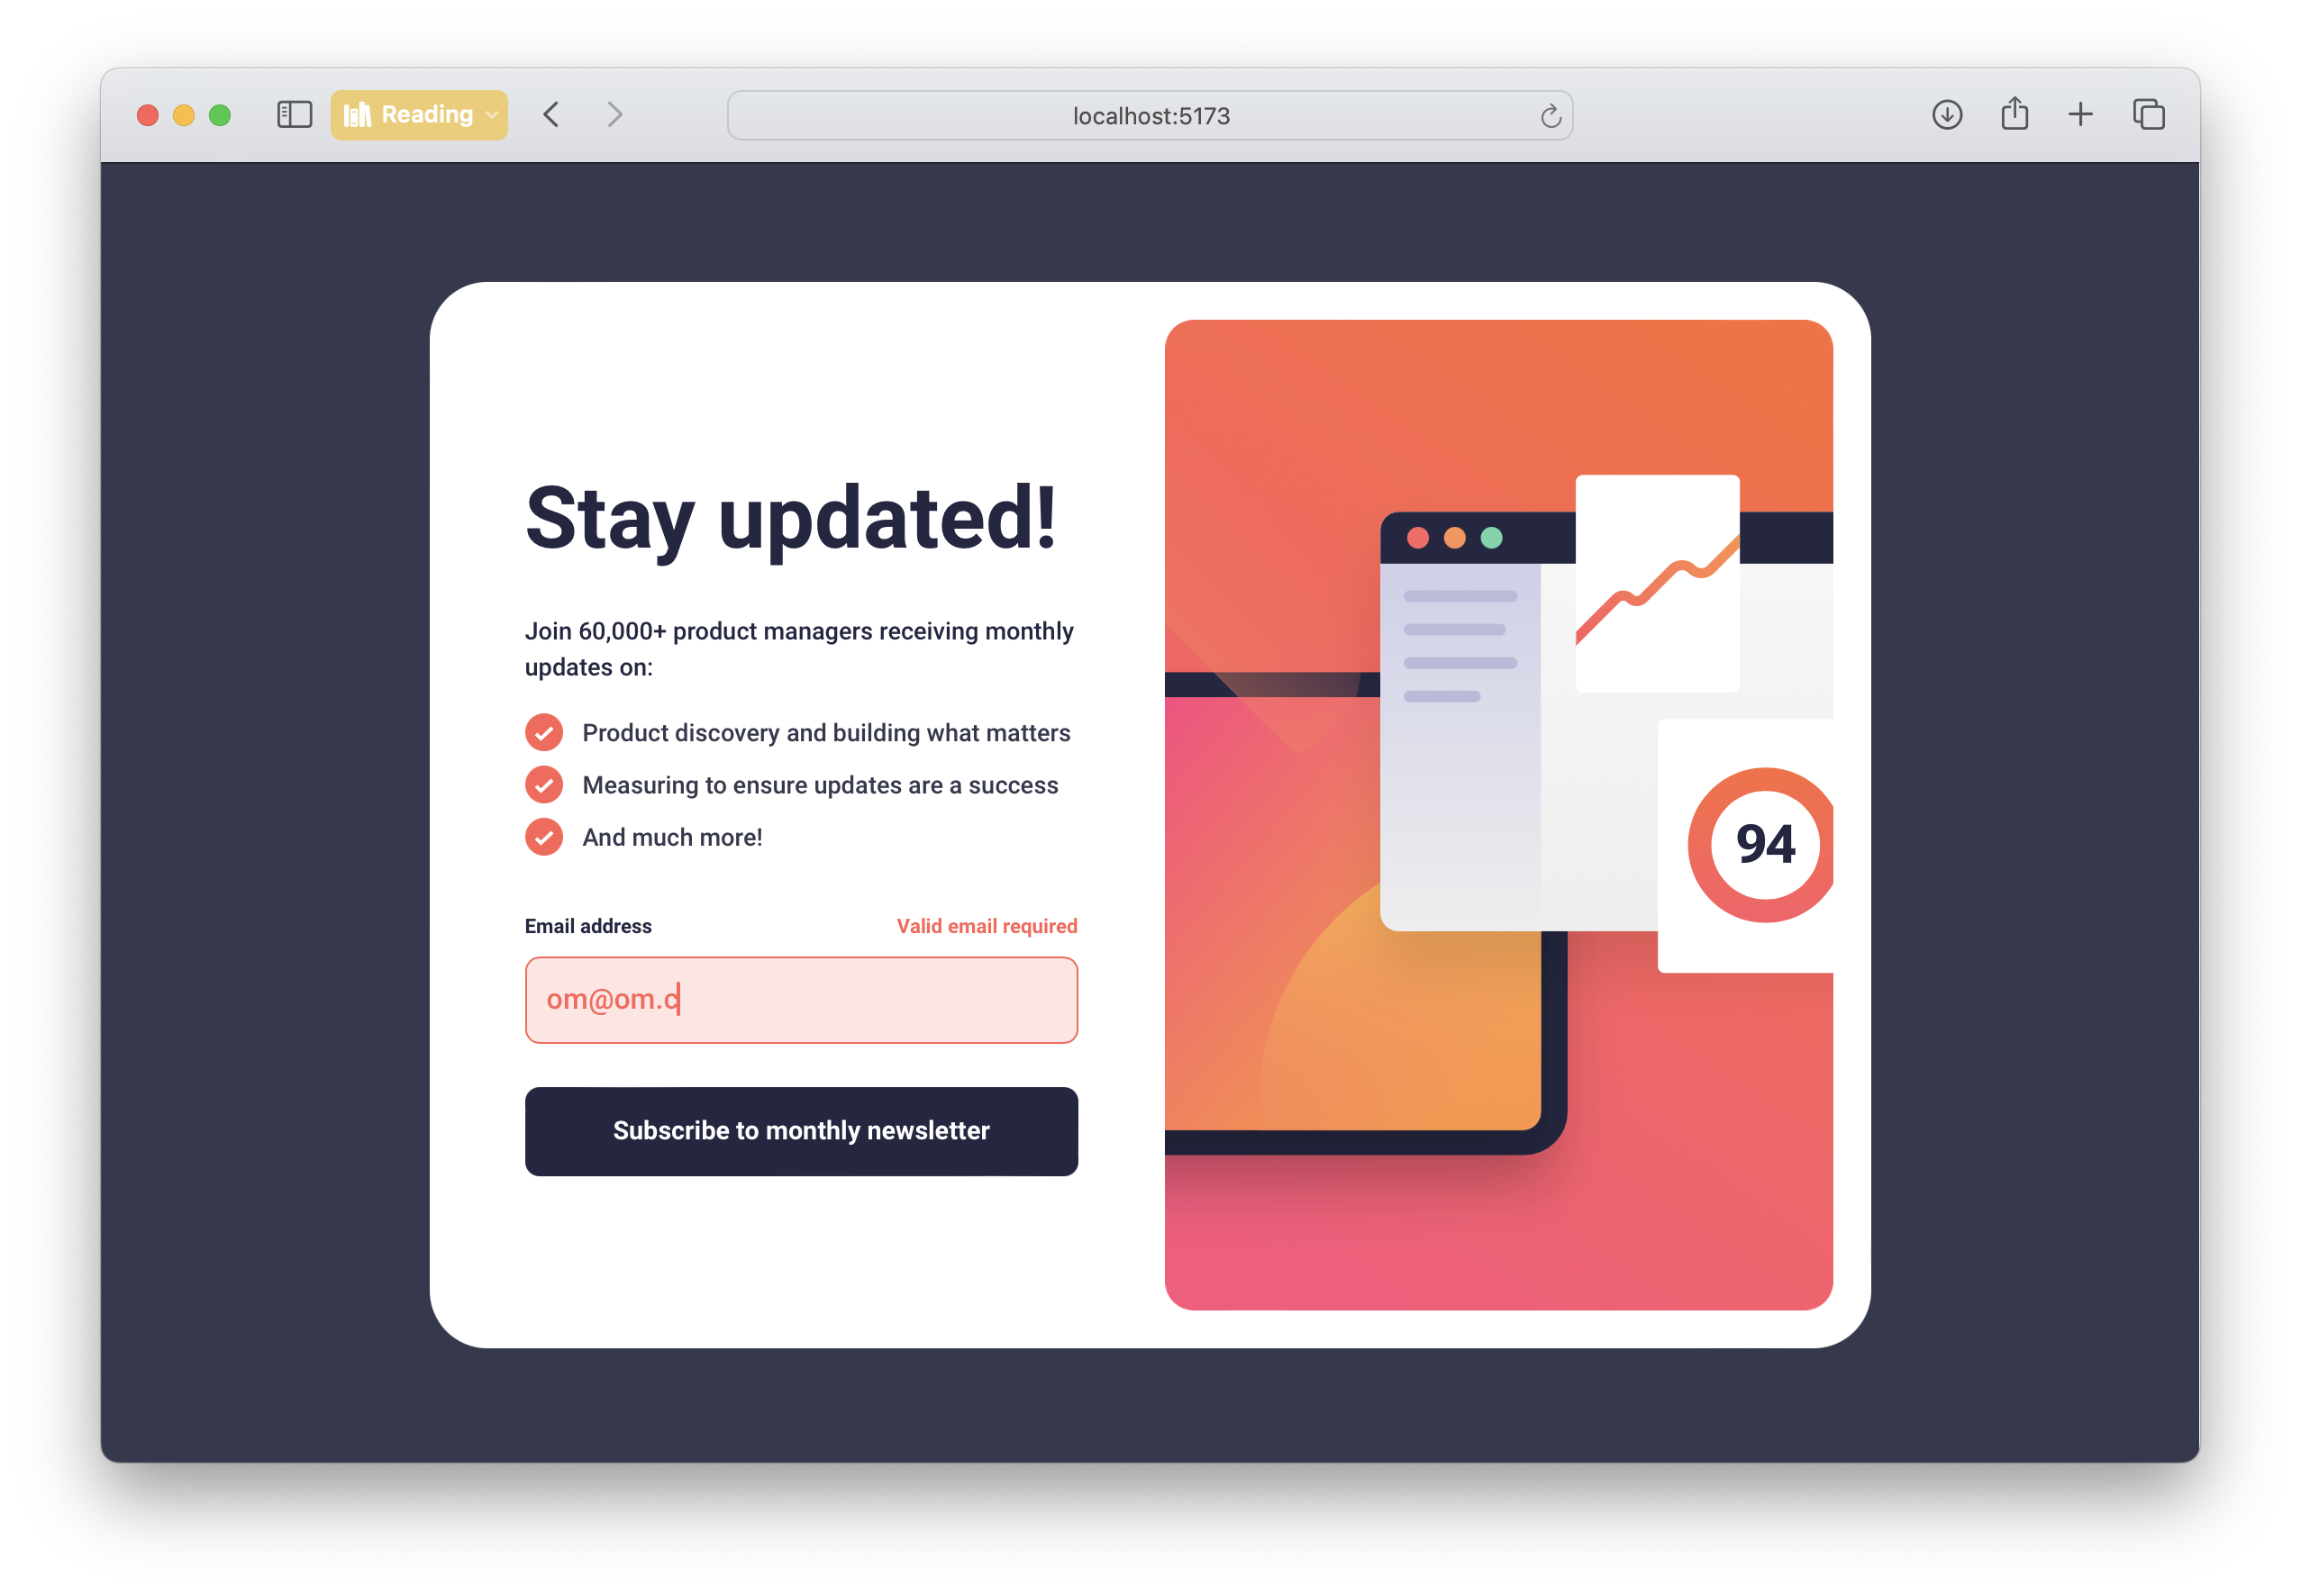 Reading
localhost:5173
Stay updated!
Join 60,000+ product managers receiving monthly
updates on:
Product discovery and building what matters
Measuring to ensure updates are a success
And much more!
Email address
Valid email required
om@om.c
Subscribe to monthly newsletter
94